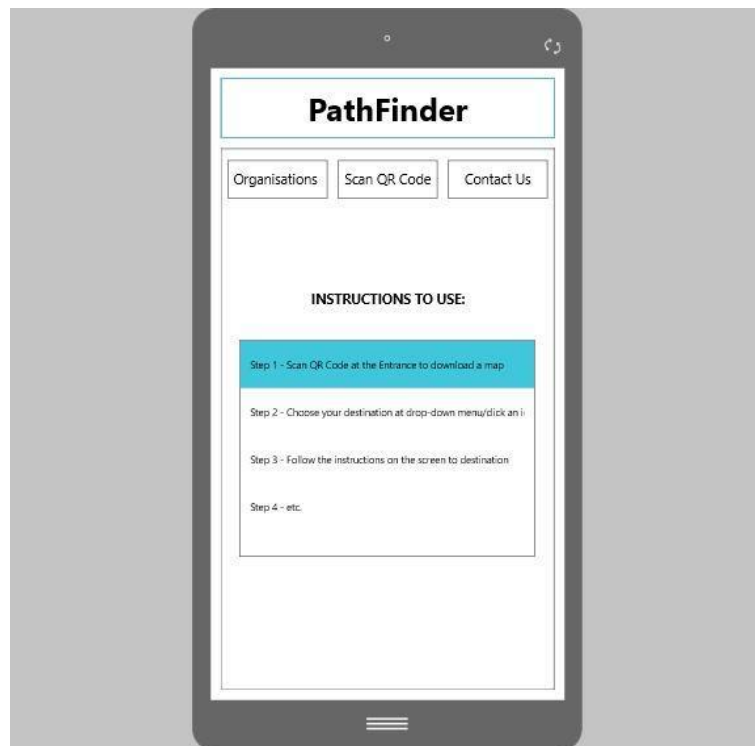 PathFinder
Organisations
Scan QR Code
Contact Us
INSTRUCTIONS TO USE:
Step 1 - Scan QR Code at the Entrance to download a map
Step 2 - Choose your destination at drop-down menu/click an
Step 3 - Follow the instructions on the screen to destination
Step 4 - etc.